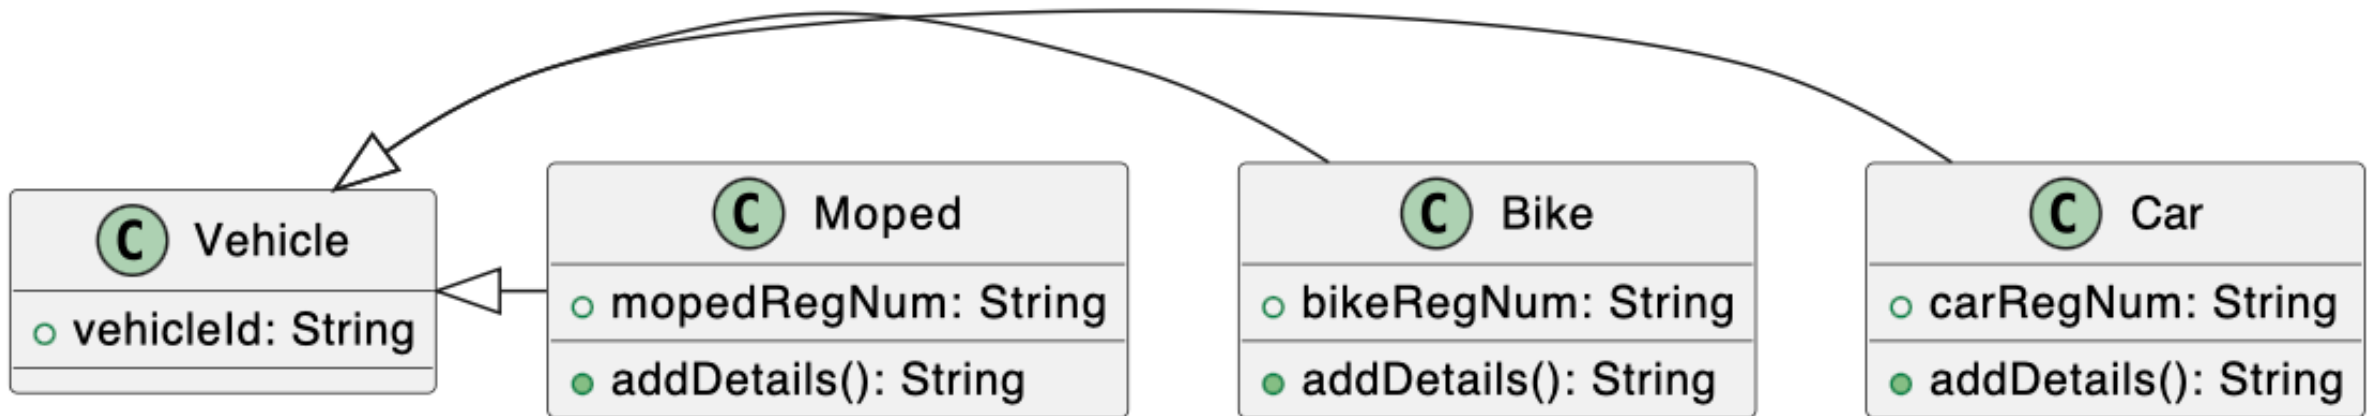 C Vehicle
vehicleId: String
C Moped
mopedRegNum: String
addDetails(): String
C Bike
bikeRegNum: String
addDetails(): String
C Car
carRegNum: String
addDetails(): String